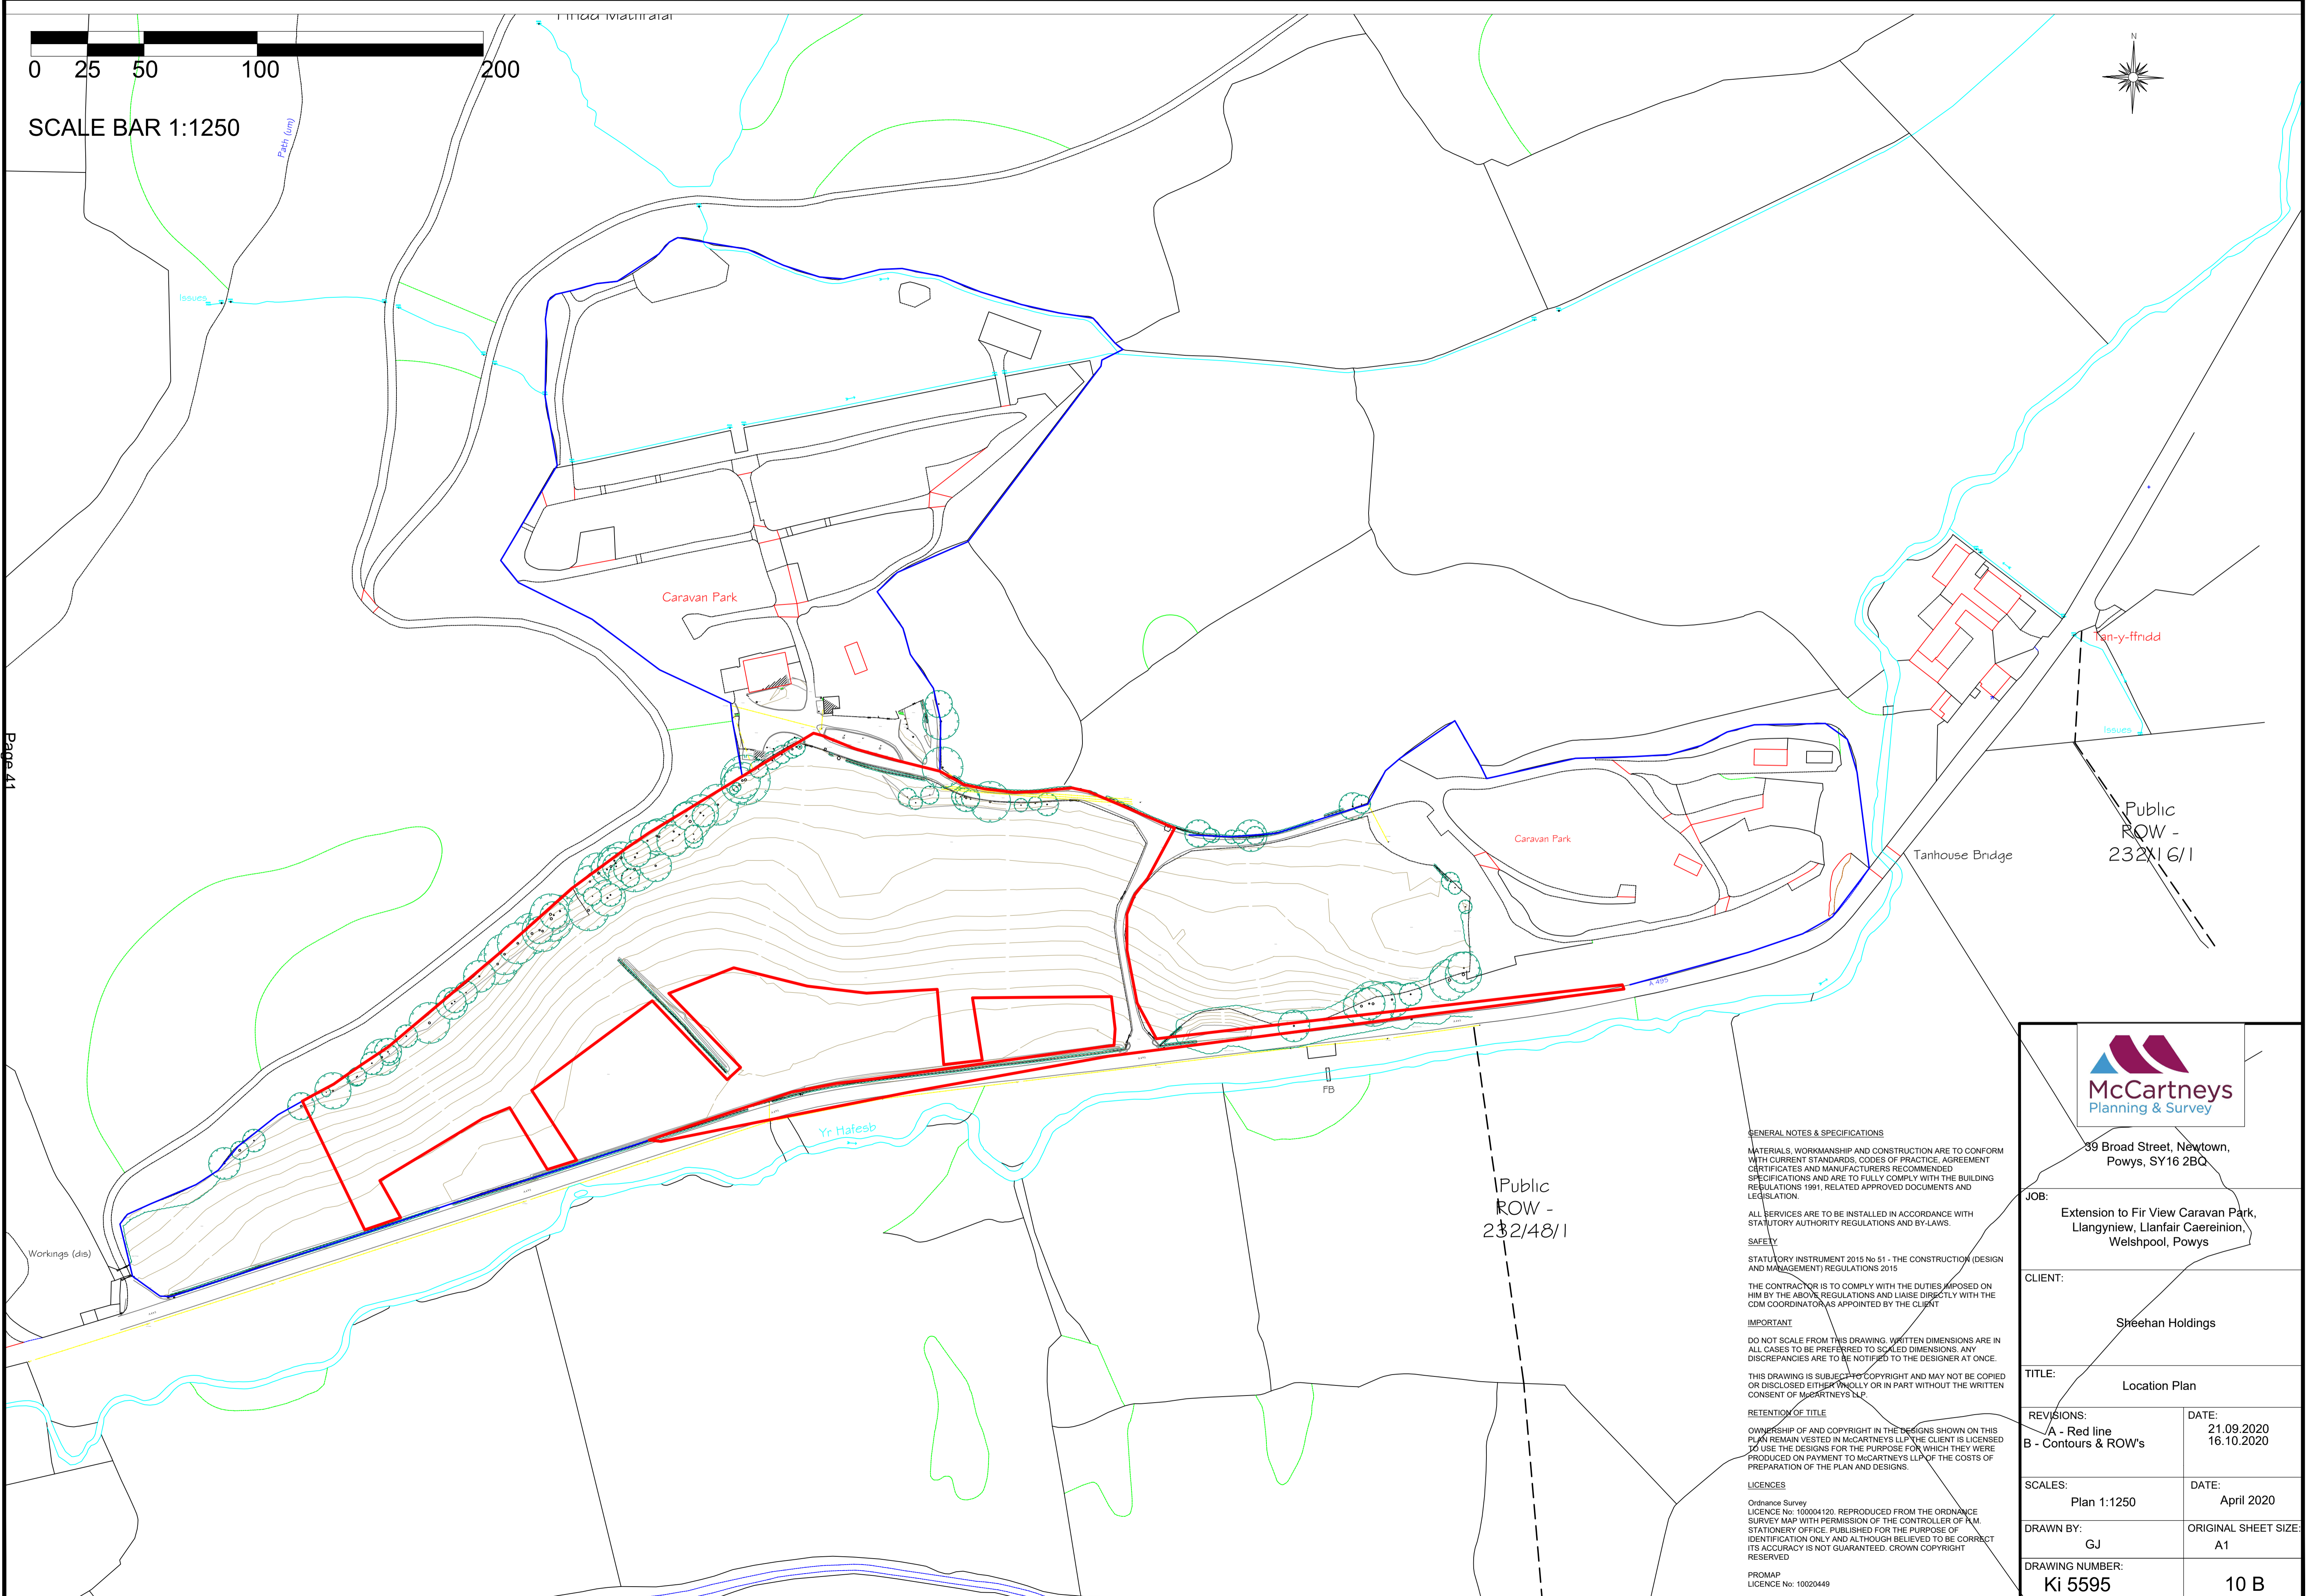 0 25 50 100 200
SCALE BAR 1:1250
Path (um)
N
Issues
Caravan Park
Tan-y-ffridd
Issues
Page 41
Public
ROW -
232/16/1
Caravan Park
Tanhouse Bridge
A 495
FB
Yr Hafesb
Public
ROW -
232/48/1
Workings (dis)
GENERAL NOTES & SPECIFICATIONS
MATERIALS, WORKMANSHIP AND CONSTRUCTION ARE TO CONFORM
WITH CURRENT STANDARDS, CODES OF PRACTICE, AGREEMENT
CERTIFICATES AND MANUFACTURERS RECOMMENDED
SPECIFICATIONS AND ARE TO FULLY COMPLY WITH THE BUILDING
REGULATIONS 1991, RELATED APPROVED DOCUMENTS AND
LEGISLATION.
ALL SERVICES ARE TO BE INSTALLED IN ACCORDANCE WITH
STATUTORY AUTHORITY REGULATIONS AND BY-LAWS.
SAFETY
STATUTORY INSTRUMENT 2015 No 51 - THE CONSTRUCTION (DESIGN
AND MANAGEMENT) REGULATIONS 2015
THE CONTRACTOR IS TO COMPLY WITH THE DUTIES IMPOSED ON
HIM BY THE ABOVE REGULATIONS AND LIAISE DIRECTLY WITH THE
CDM COORDINATOR AS APPOINTED BY THE CLIENT
IMPORTANT
DO NOT SCALE FROM THIS DRAWING. WRITTEN DIMENSIONS ARE IN
ALL CASES TO BE PREFERRED TO SCALED DIMENSIONS. ANY
DISCREPANCIES ARE TO BE NOTIFIED TO THE DESIGNER AT ONCE.
THIS DRAWING IS SUBJECT TO COPYRIGHT AND MAY NOT BE COPIED
OR DISCLOSED EITHER WHOLLY OR IN PART WITHOUT THE WRITTEN
CONSENT OF McCARTNEYS LLP.
RETENTION OF TITLE
OWNERSHIP OF AND COPYRIGHT IN THE DESIGNS SHOWN ON THIS
PLAN REMAIN VESTED IN McCARTNEYS LLP THE CLIENT IS LICENSED
TO USE THE DESIGNS FOR THE PURPOSE FOR WHICH THEY WERE
PRODUCED ON PAYMENT TO McCARTNEYS LLP OF THE COSTS OF
PREPARATION OF THE PLAN AND DESIGNS.
LICENCES
Ordnance Survey
LICENCE No: 100004120. REPRODUCED FROM THE ORDNANCE
SURVEY MAP WITH PERMISSION OF THE CONTROLLER OF H.M.
STATIONERY OFFICE. PUBLISHED FOR THE PURPOSE OF
IDENTIFICATION ONLY AND ALTHOUGH BELIEVED TO BE CORRECT
ITS ACCURACY IS NOT GUARANTEED. CROWN COPYRIGHT
RESERVED
PROMAP
LICENCE No: 10020449
McCartneys
Planning & Survey
39 Broad Street, Newtown,
Powys, SY16 2BQ
JOB:
Extension to Fir View Caravan Park,
Llangyniew, Llanfair Caereinion,
Welshpool, Powys
CLIENT:
Sheehan Holdings
TITLE:
Location Plan
REVISIONS: DATE:
A - Red line 21.09.2020
B - Contours & ROW's 16.10.2020
SCALES: DATE:
Plan 1:1250 April 2020
DRAWN BY: ORIGINAL SHEET SIZE:
GJ A1
DRAWING NUMBER:
Ki 5595 10 B